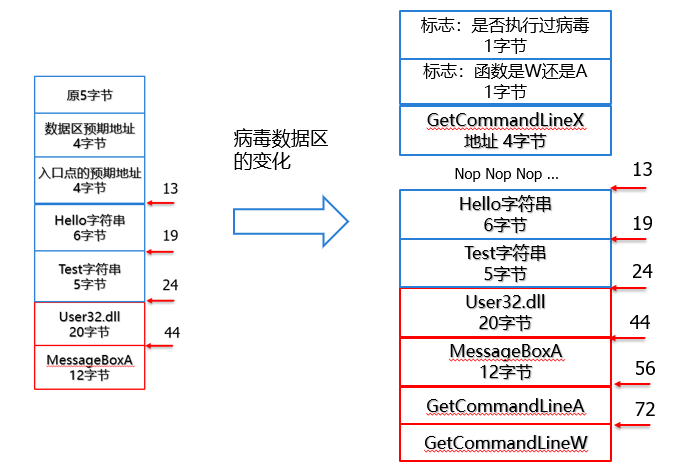 原5字节
数据区预期地址
4字节
入口点的预期地址
4字节
13
Hello字符串
6字节
19
Test字符串
5字节
24
User32.dll
20字节
44
MessageBoxA
12字节
病毒数据区
的变化
标志：是否执行过病毒
1字节
标志：函数是W还是A
1字节
GetCommandLineX
地址 4字节
Nop Nop Nop ...
13
Hello字符串
6字节
19
Test字符串
5字节
24
User32.dll
20字节
44
MessageBoxA
12字节
56
GetCommandLineA
72
GetCommandLineW